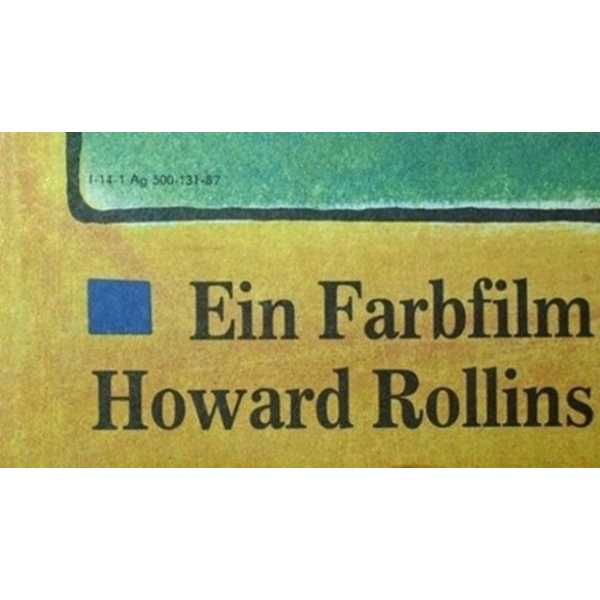 I-14-1 Ag 500-131-87
Ein Farbfilm
Howard Rollins